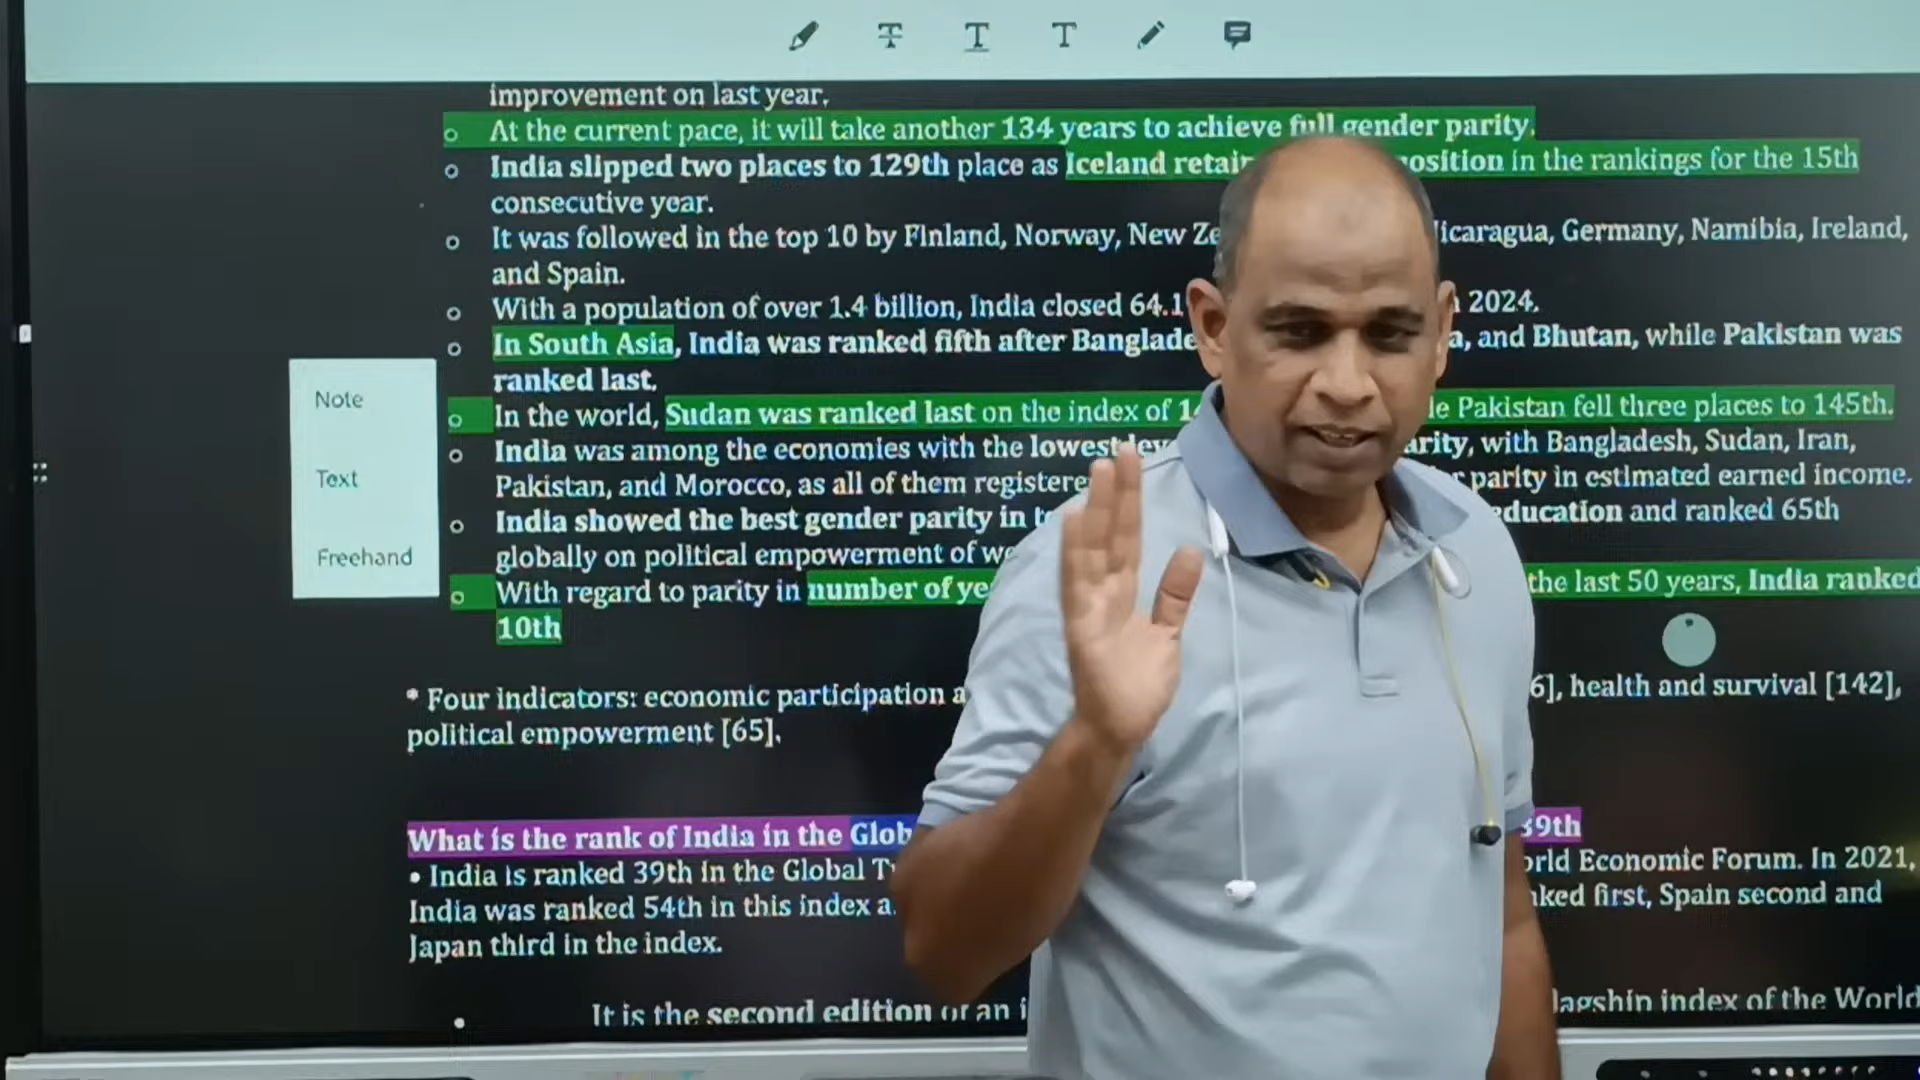 improvement on last year.
At the current pace, it will take another 134 years to achieve full gender parity.
India slipped two places to 129th place as Iceland osition in the rankings for the 15th
consecutive year.
It was followed in the top 10 by Finland, Norway, New icaragua, Germany, Namibia, Ireland,
and Spain.
With a population of over 1.4 billion, India closed 64.1 2024.
In South Asia, India was ranked fifth after a, and Bhutan, while Pakistan was
ranked last.
Note
In the world, Sudan was ranked last on the index of Pakistan fell three places to 145th.
India was among the economies with the lowest arity, with Bangladesh, Sudan, Iran,
Text
Pakistan, and Morocco, as all of them parity in estimated earned income.
India showed the best gender parity in education and ranked 65th
Freehand
globally on political empowerment of
With regard to parity in number of the last 50 years, India ranked
10th
* Four indicators: economic participation 6], health and survival [142],
political empowerment [65].
What is the rank of India in the 39th
• India is ranked 39th in the Global Economic Forum. In 2021,
India was ranked 54th in this index first, Spain second and
Japan third in the index.
• It is the second edition of an index of the World